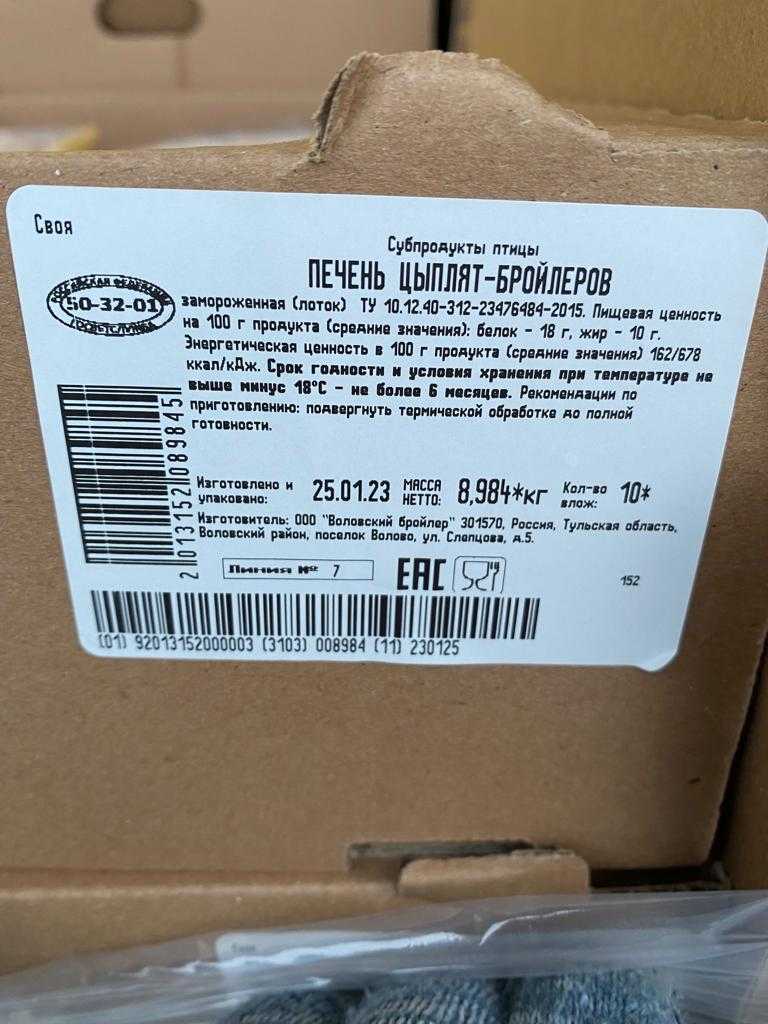 Своя
Субпродукты птицы
ПЕЧЕНЬ ЦЫПЛЯТ-БРОЙЛЕРОВ
50-32-01
замороженная (лоток) ТУ 10.12.40-312-23476484-2015. Пищевая ценность
на 100 г продукта (средние значения): белок - 18 г, жир - 10 г.
Энергетическая ценность в 100 г продукта (средние значения) 162/678
ккал/кДж. Срок годности и условия хранения при температуре не
выше минус 18°С - не более 6 месяцев. Рекомендации по
приготовлению: подвергнуть термической обработке до полной
готовности.
2 013152 089845
Изготовлено и
упаковано:
25.01.23
МАССА
НЕТТО:
8,984*кг
Кол-во
влож:
10*
Изготовитель: ООО "Воловский бройлер" 301570, Россия, Тульская область,
Воловский район, поселок Волово, ул. Слепцова, д.5.
Линия № 7
ЕАС
152
(01) 92013152000003 (3103) 008984 (11) 230125